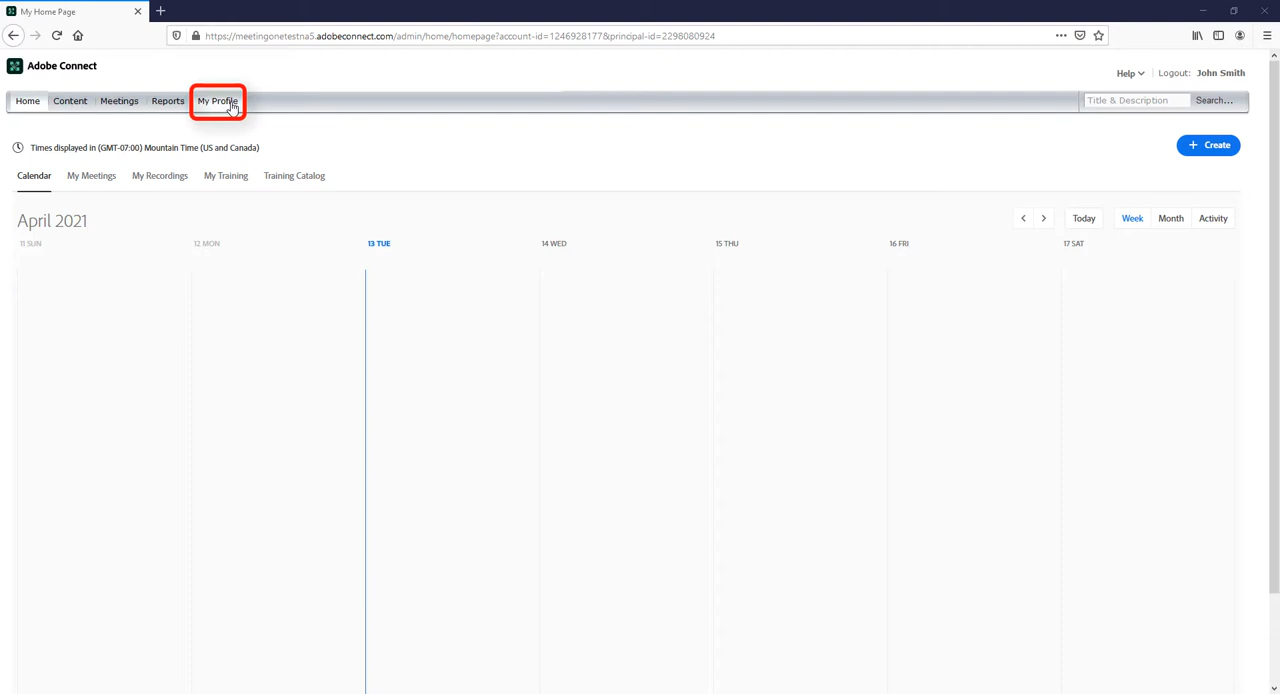 My Home Page
https://meetingonetestna5.adobeconnect.com/admin/home/homepage?account-id=1246928177&principal-id=2298080924
Adobe Connect
Help Logout: John Smith
Home Content Meetings Reports My Profile Title & Description Search...
Times displayed in (GMT-07:00) Mountain Time (US and Canada) + Create
Calendar My Meetings My Recordings My Training Training Catalog
April 2021 Today Week Month Activity
11 SUN 12 MON 13 TUE 14 WED 15 THU 16 FRI 17 SAT